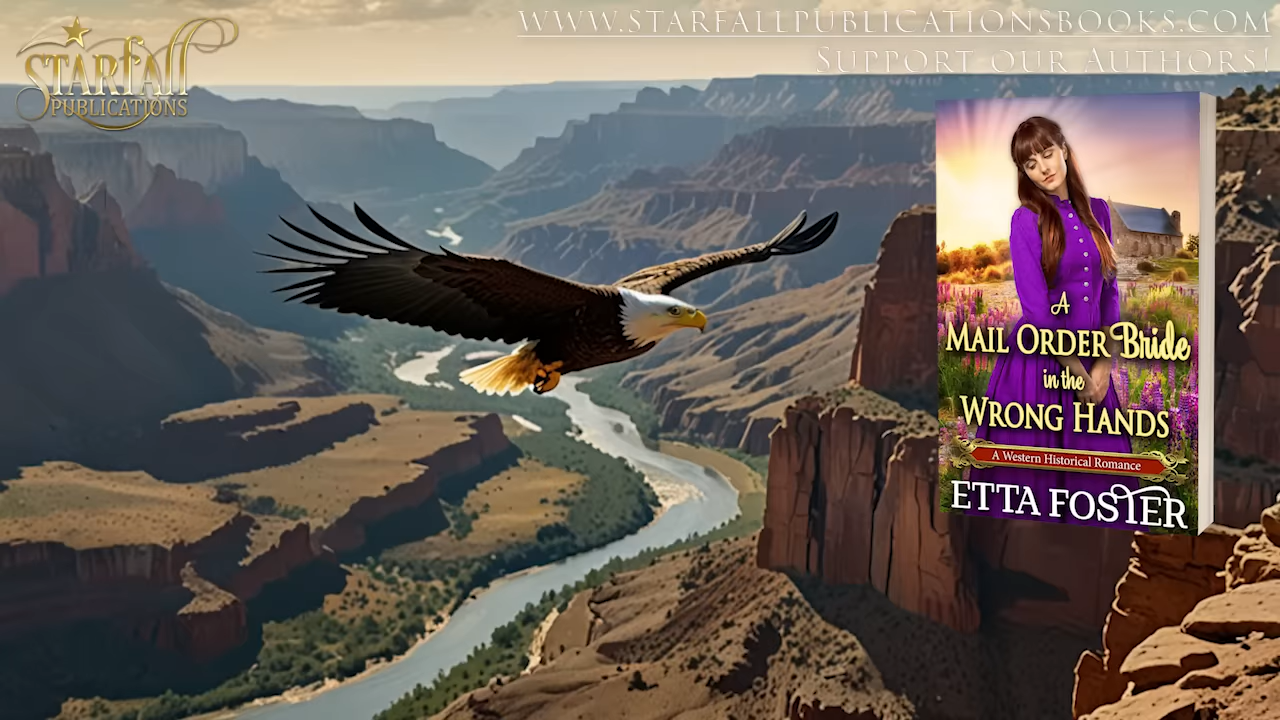 STARfall
PUBLICATIONS
WWW.STARFALLPUBLICATIONSBOOKS.COM
SUPPORT OUR AUTHORS!
A
MAIL ORDER Bride
in the
WRONG HANDS
A Western Historical Romance
ETTA FOSTER